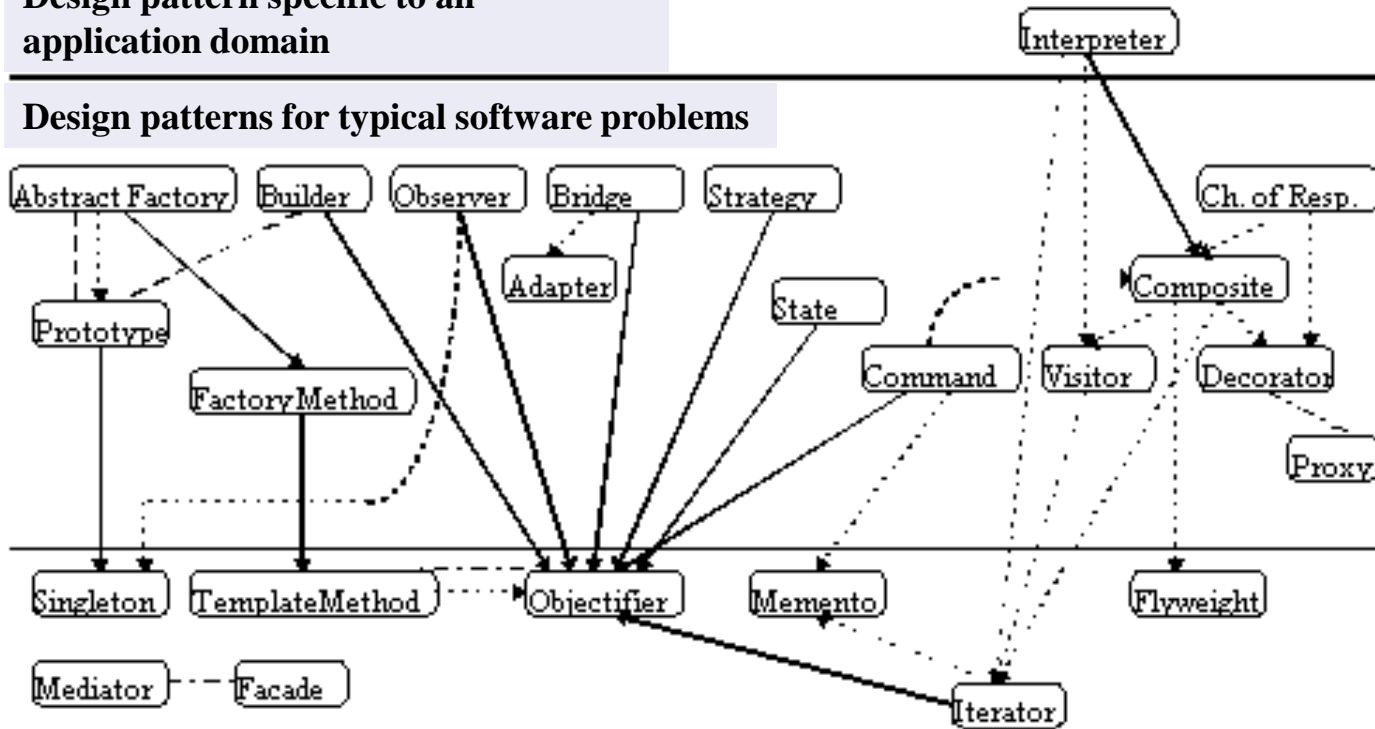 Design pattern specific to an
application domain
Interpreter
Design patterns for typical software problems
Abstract Factory
Builder
Observer
Bridge
Strategy
Ch. of Resp.
Adapter
Composite
State
Prototype
Command
Visitor
Decorator
FactoryMethod
Proxy
Singleton
TemplateMethod
Objectifier
Memento
Flyweight
Mediator
Facade
Iterator